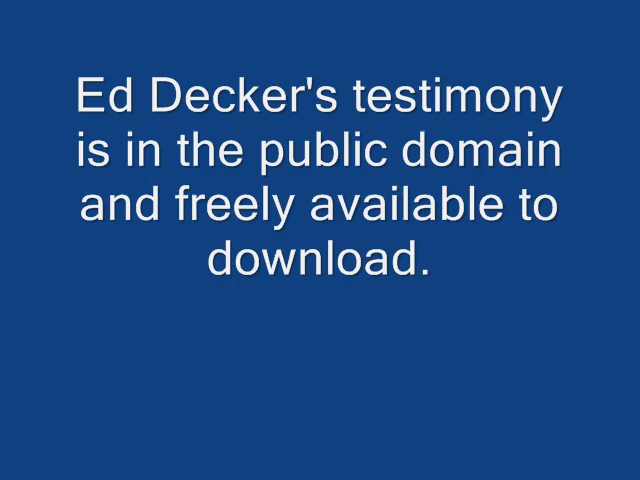 Ed Decker's testimony
is in the public domain
and freely available to
download.